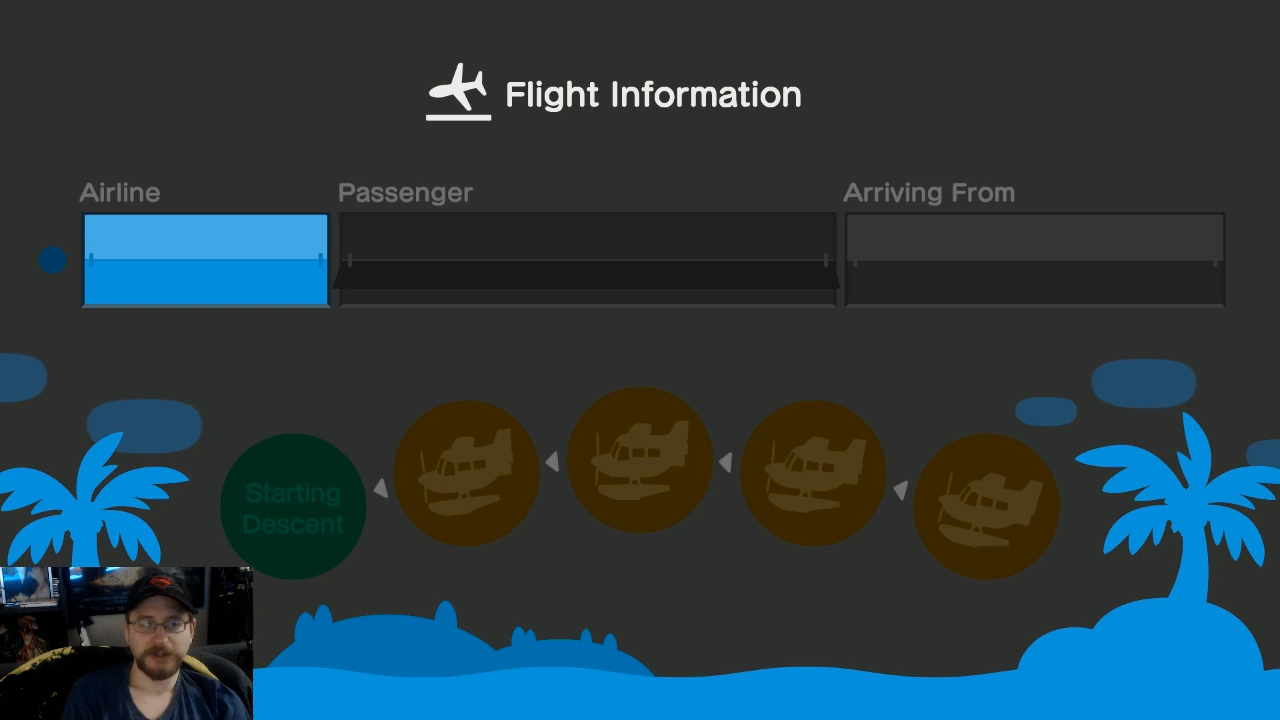 Flight Information
Airline
Passenger
Arriving From
Starting
Descent